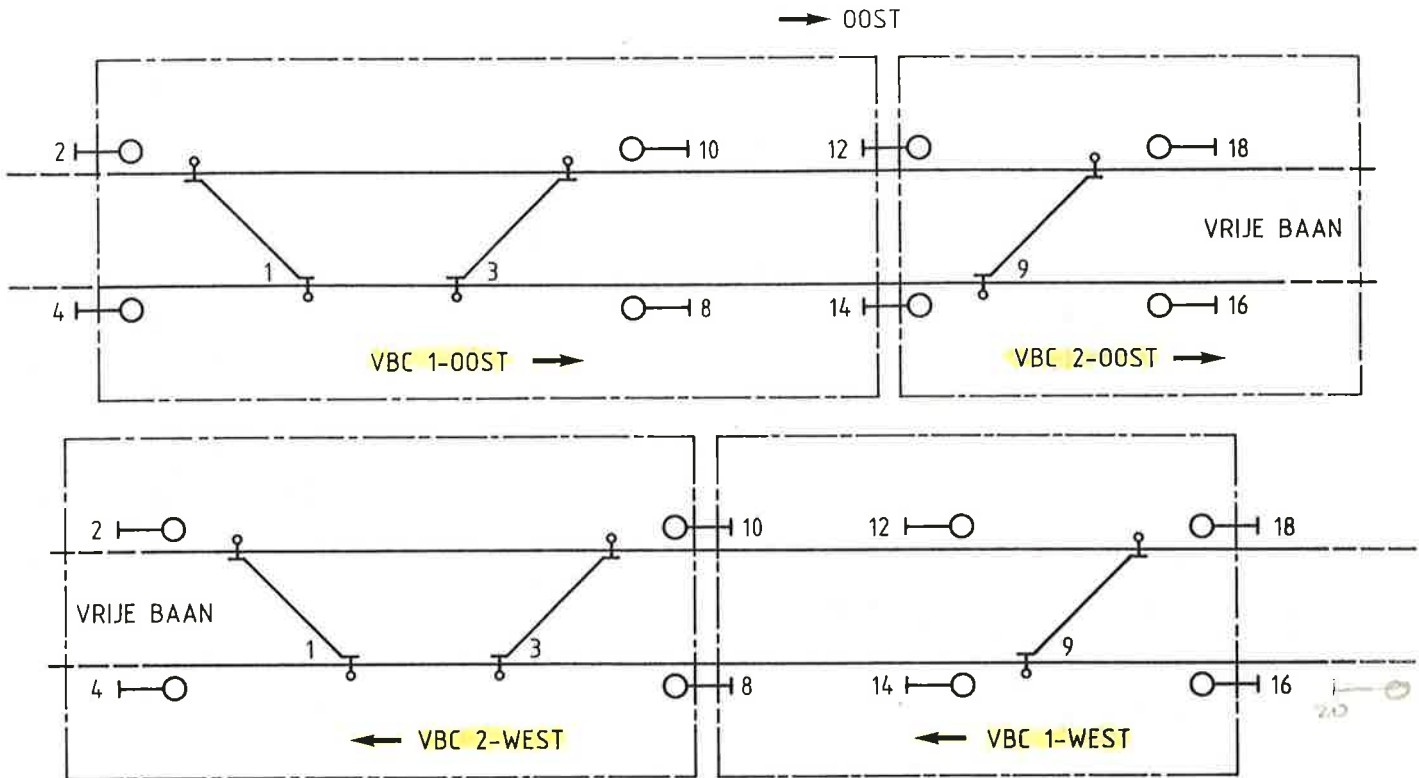 → OOST
2 10 12 18
VRIJE BAAN
1 3 9
4 8 14 16
VBC 1-OOST → VBC 2-OOST →
2 10 12 18
VRIJE BAAN
1 3 9
4 8 14 16
20
← VBC 2-WEST ← VBC 1-WEST